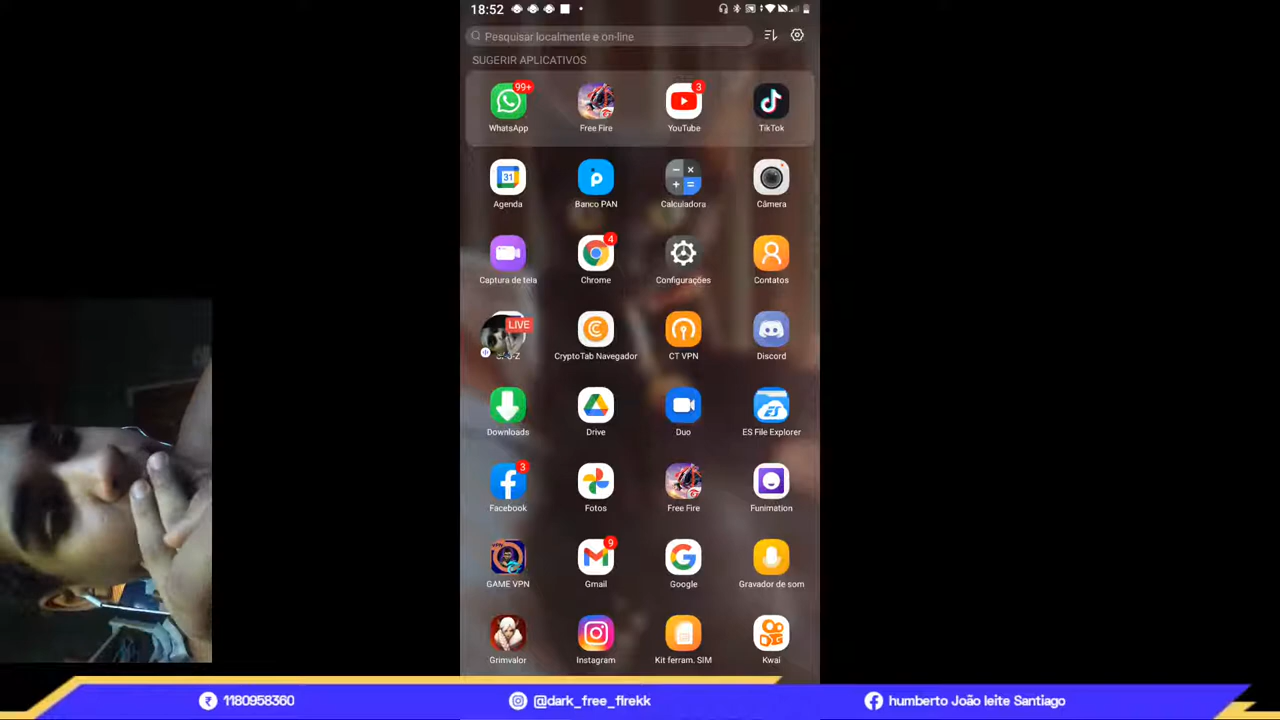 18:52
Pesquisar localmente e on-line
SUGERIR APLICATIVOS
99+
3
WhatsApp
Free Fire
YouTube
TikTok
31
Agenda
Banco PAN
Calculadora
Câmera
4
Captura de tela
Chrome
Configurações
Contatos
LIVE
CPU-Z
CryptoTab Navegador
CT VPN
Discord
Downloads
Drive
Duo
ES File Explorer
3
Facebook
Fotos
Free Fire
Funimation
9
GAME VPN
Gmail
Google
Gravador de som
Grimvalor
Instagram
Kit ferram. SIM
Kwai
1180958360
@dark_free_firekk
humberto João leite Santiago